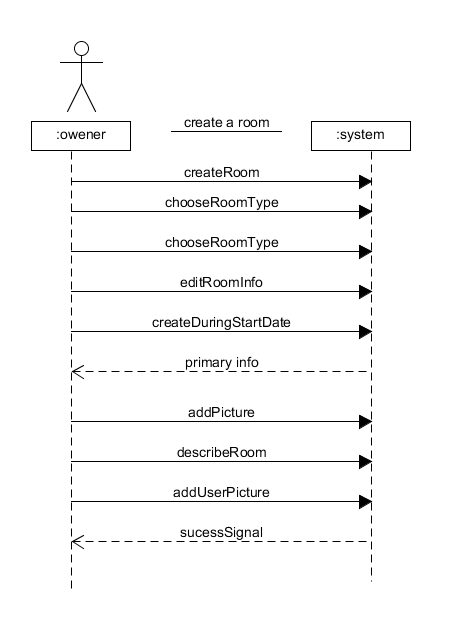 create a room
:owener
:system
createRoom
chooseRoomType
chooseRoomType
editRoomInfo
createDuringStartDate
primary info
addPicture
describeRoom
addUserPicture
sucessSignal